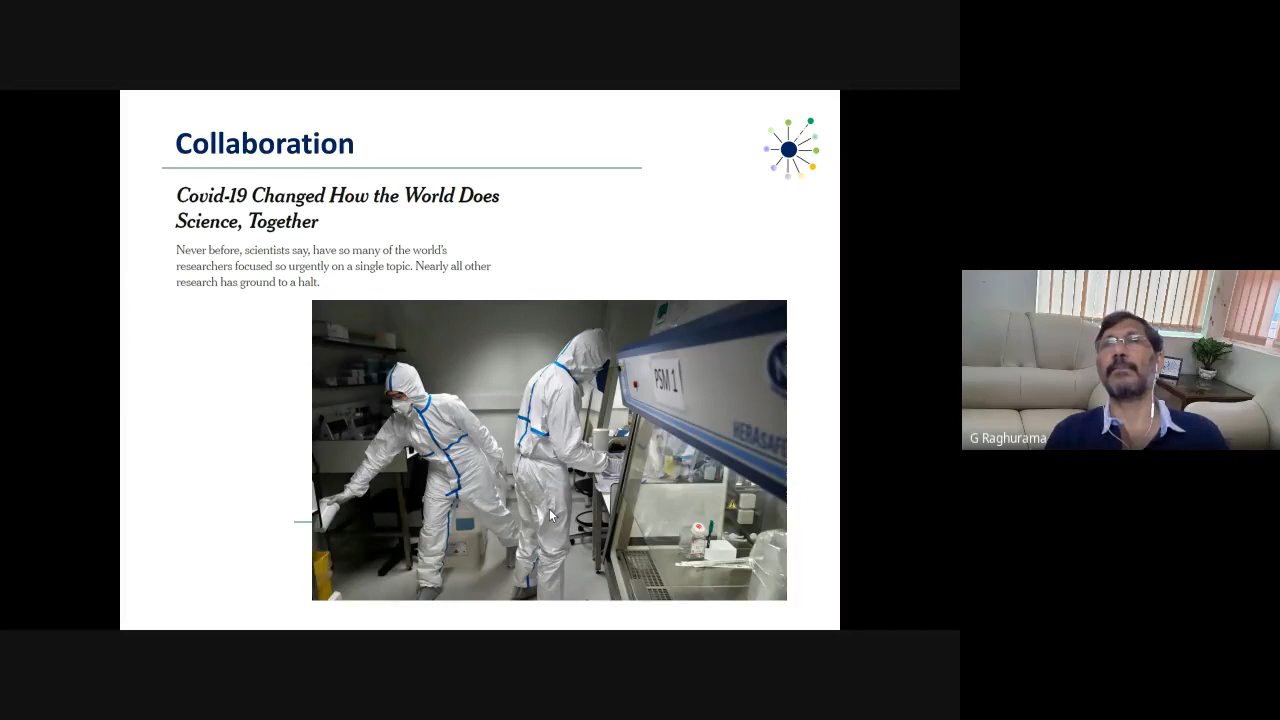 Collaboration
Covid-19 Changed How the World Does
Science, Together
Never before, scientists say, have so many of the world's
researchers focused so urgently on a single topic. Nearly all other
research has ground to a halt.
PSM 1
HERASAFE
G Raghurama